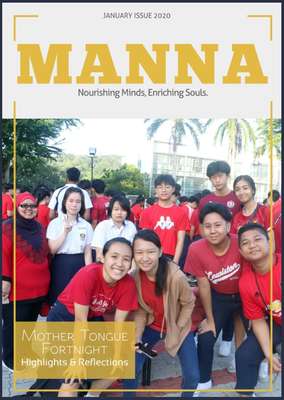 JANUARY ISSUE 2020
MANNA
Nourishing Minds, Enriching Souls.
Mother Tongue
Fortnight
Highlights & Reflections